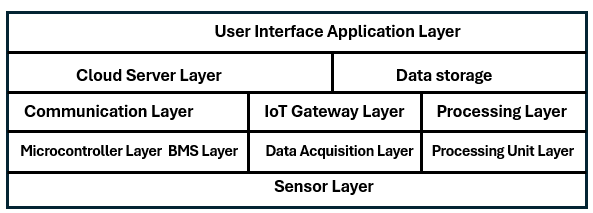 User Interface Application Layer
Cloud Server Layer Data storage
Communication Layer IoT Gateway Layer Processing Layer
Microcontroller Layer BMS Layer Data Acquisition Layer Processing Unit Layer
Sensor Layer